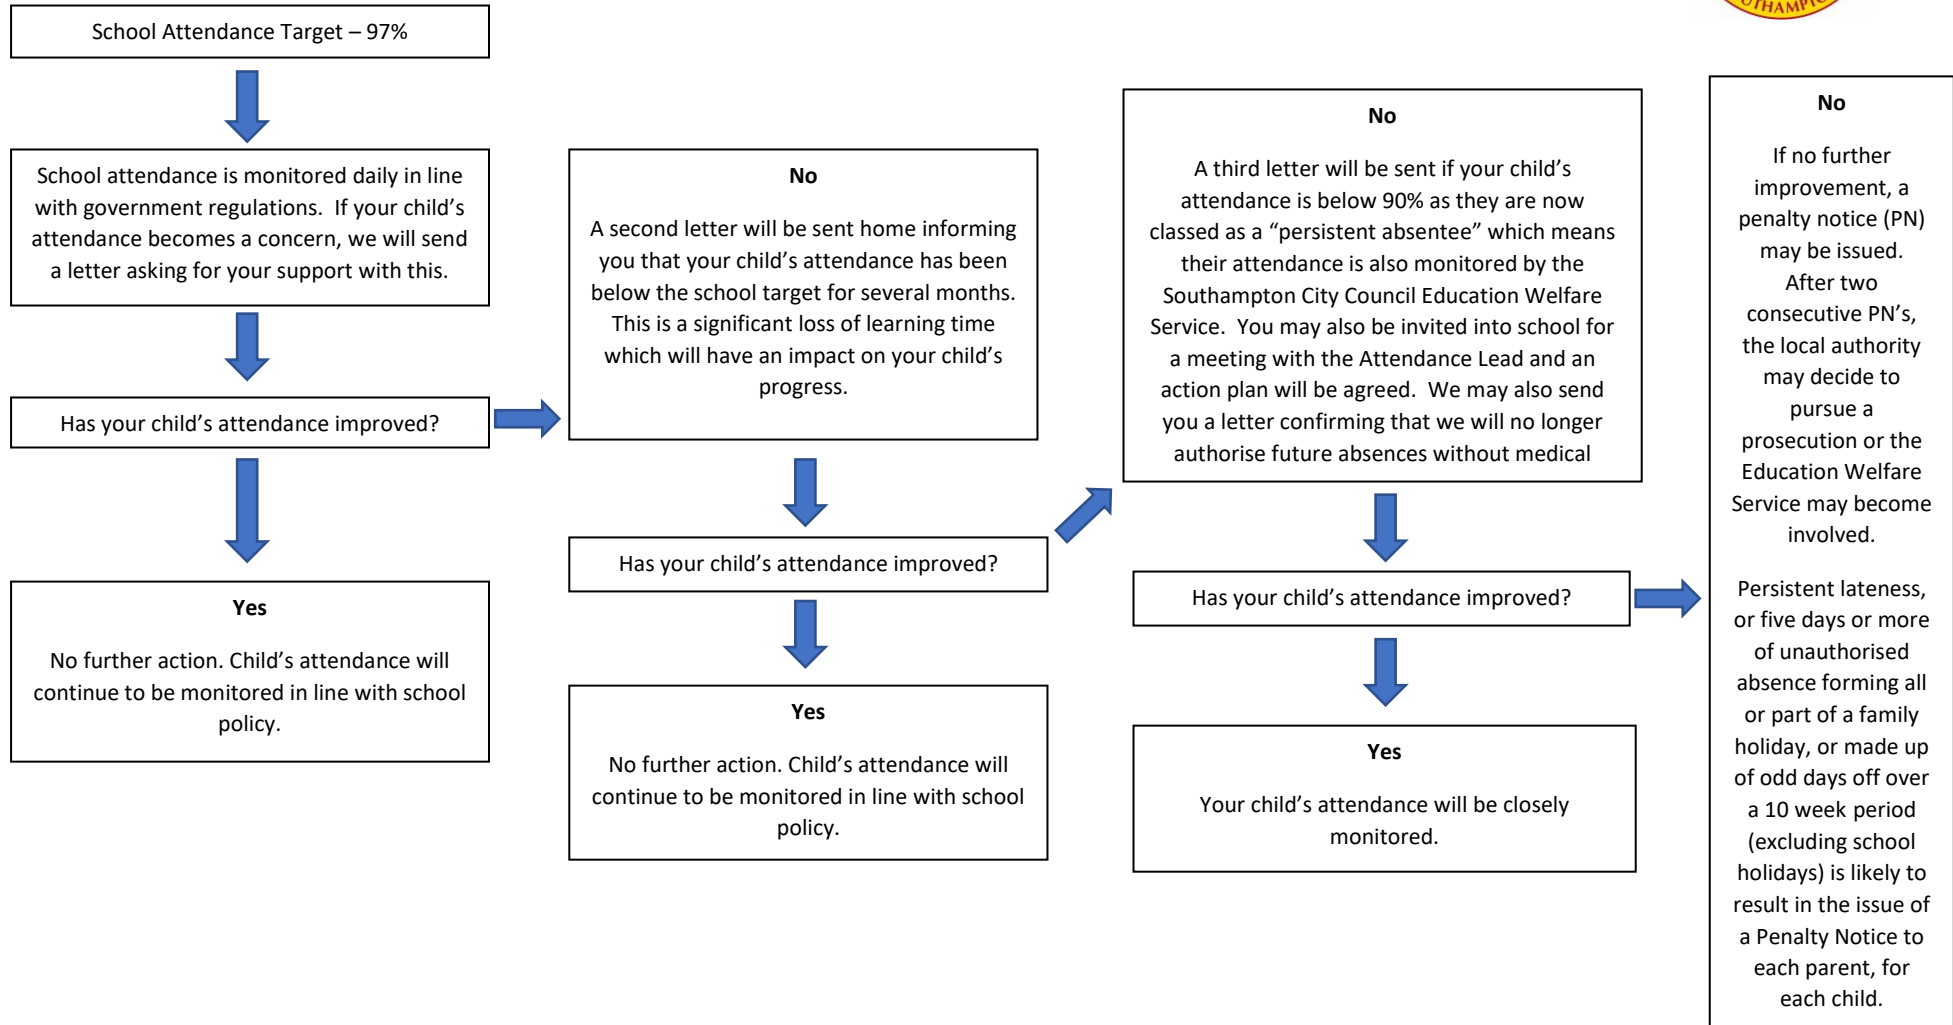 UTHAMPTO
School Attendance Target – 97%
School attendance is monitored daily in line
with government regulations.  If your child’s
attendance becomes a concern, we will send
a letter asking for your support with this.
Has your child’s attendance improved?
Yes
No further action. Child’s attendance will
continue to be monitored in line with school
policy.
No
A second letter will be sent home informing
you that your child’s attendance has been
below the school target for several months.
This is a significant loss of learning time
which will have an impact on your child’s
progress.
Has your child’s attendance improved?
Yes
No further action. Child’s attendance will
continue to be monitored in line with school
policy.
No
A third letter will be sent if your child’s
attendance is below 90% as they are now
classed as a “persistent absentee” which means
their attendance is also monitored by the
Southampton City Council Education Welfare
Service.  You may also be invited into school for
a meeting with the Attendance Lead and an
action plan will be agreed.  We may also send
you a letter confirming that we will no longer
authorise future absences without medical
Has your child’s attendance improved?
Yes
Your child’s attendance will be closely
monitored.
No
If no further
improvement, a
penalty notice (PN)
may be issued.
After two
consecutive PN’s,
the local authority
may decide to
pursue a
prosecution or the
Education Welfare
Service may become
involved.
Persistent lateness,
or five days or more
of unauthorised
absence forming all
or part of a family
holiday, or made up
of odd days off over
a 10 week period
(excluding school
holidays) is likely to
result in the issue of
a Penalty Notice to
each parent, for
each child.